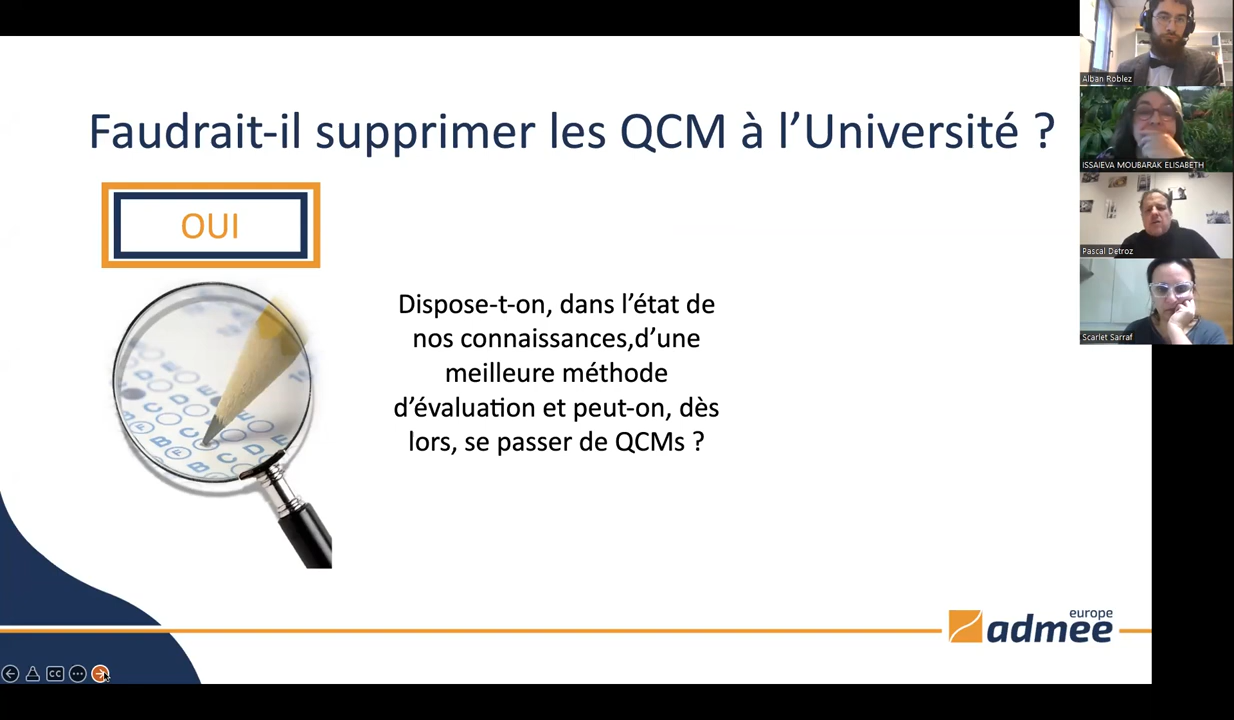 Faudrait-il supprimer les QCM à l'Université ?
OUI
Dispose-t-on, dans l'état de
nos connaissances,d'une
meilleure méthode
d'évaluation et peut-on, dès
lors, se passer de QCMs ?
europe
admee
CC
Alban Roblez
ISSAIEVA MOUBARAK ELISABETH
Pascal Detroz
Scarlet Sarraf